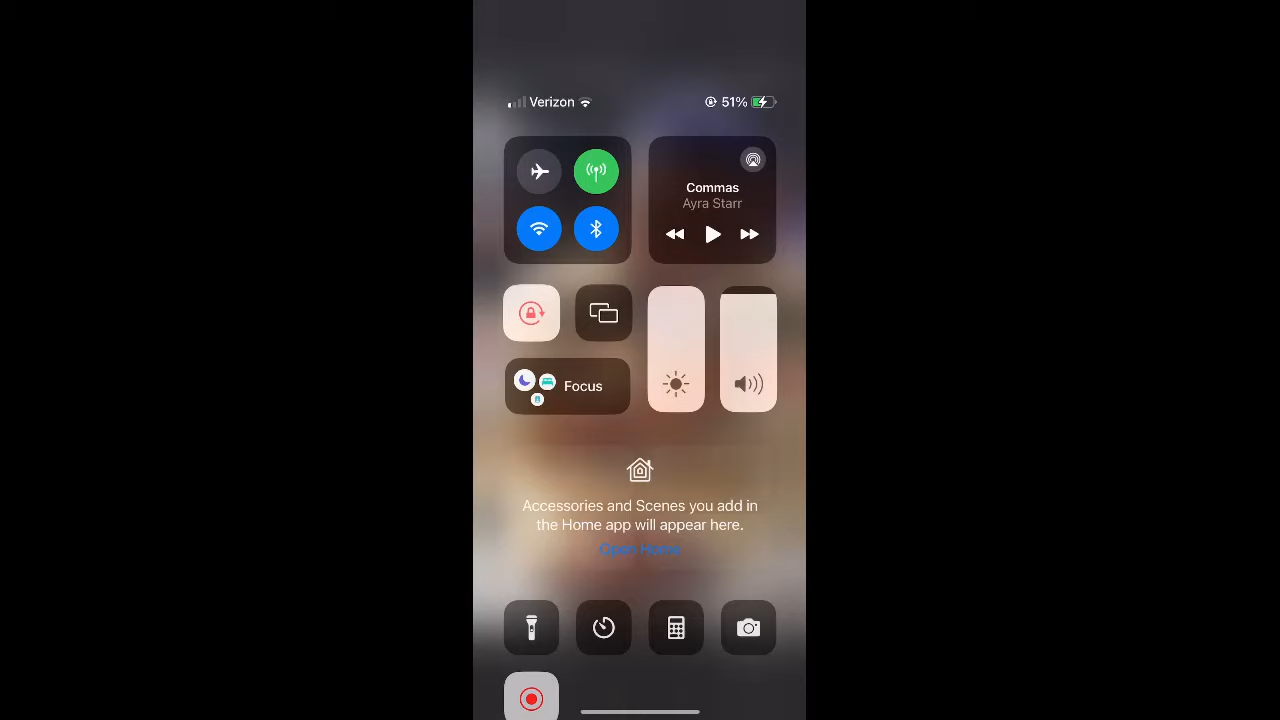 Verizon
51%
Commas
Ayra Starr
Focus
Accessories and Scenes you add in
the Home app will appear here.
Open Home